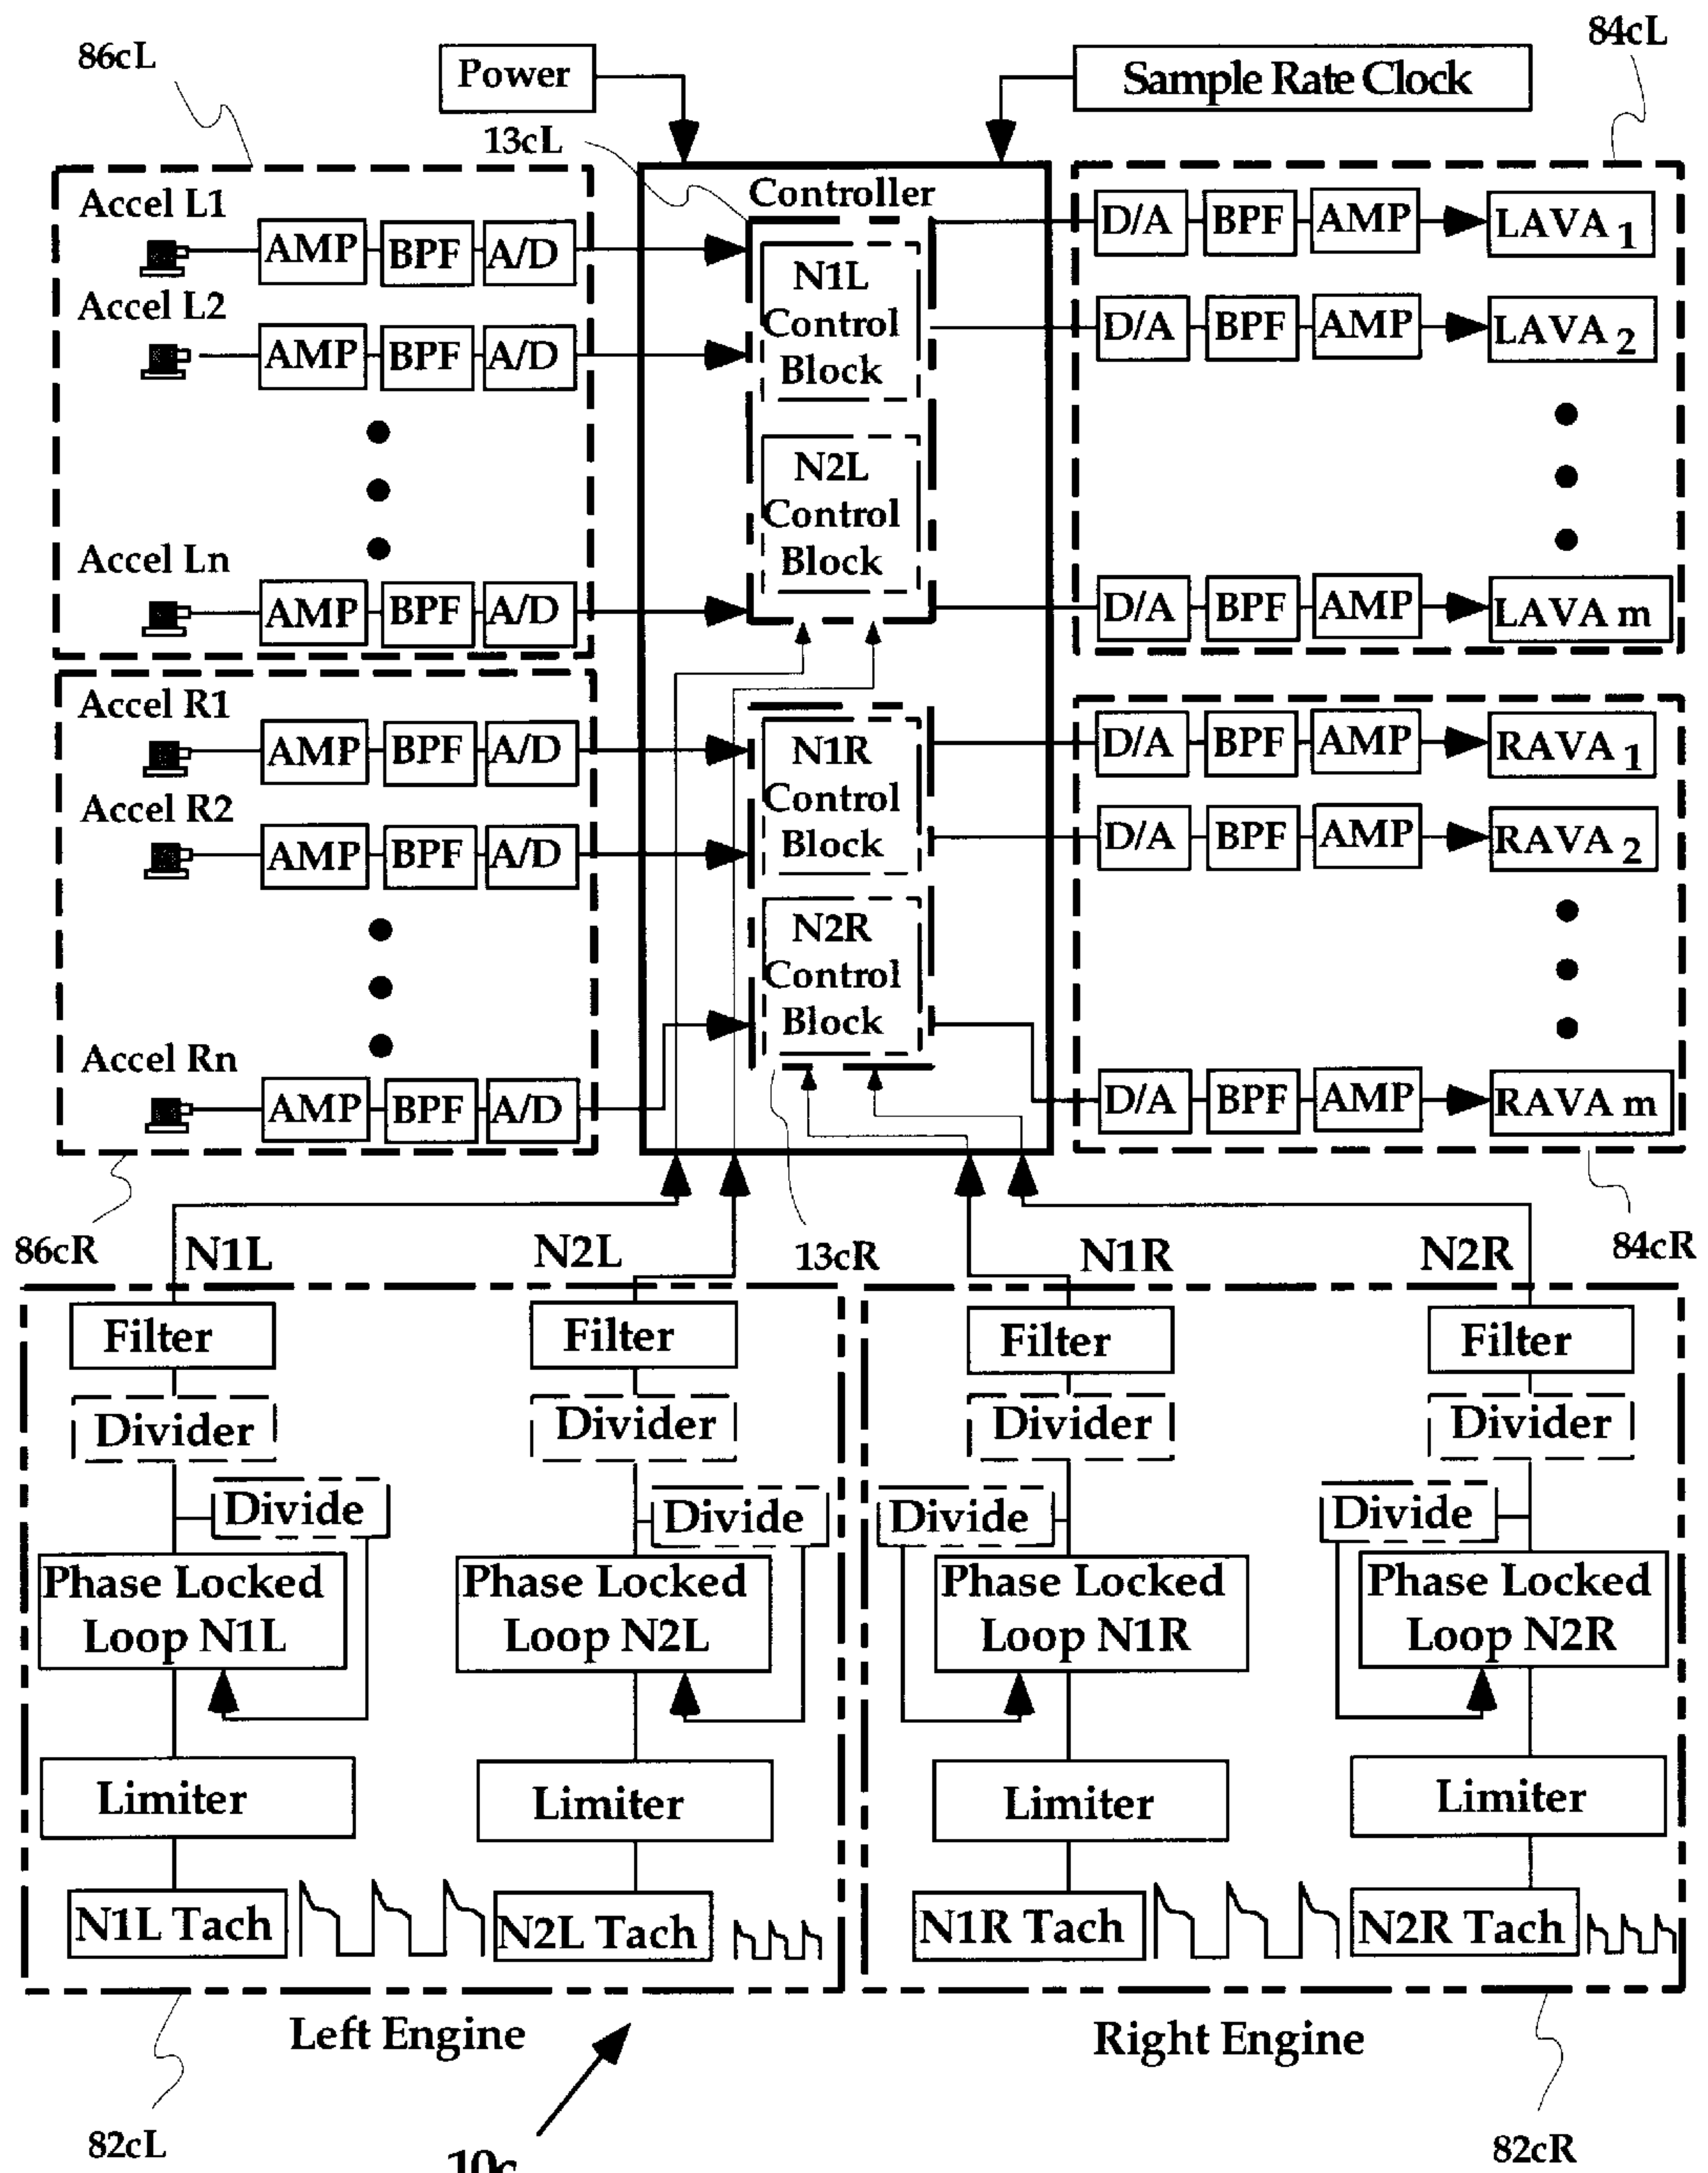 86cL
Power
Sample Rate Clock
84cL
13cL
Controller
Accel L1
AMP BPF A/D
N1L
Control
Block
D/A BPF AMP LAVA 1
Accel L2
AMP BPF A/D
D/A BPF AMP LAVA 2
N2L
Control
Block
Accel Ln
AMP BPF A/D
D/A BPF AMP LAVA m
Accel R1
AMP BPF A/D
N1R
Control
Block
D/A BPF AMP RAVA 1
Accel R2
AMP BPF A/D
D/A BPF AMP RAVA 2
N2R
Control
Block
Accel Rn
AMP BPF A/D
D/A BPF AMP RAVA m
86cR
N1L
N2L
13cR
N1R
N2R
84cR
Filter
Filter
Filter
Filter
Divider
Divider
Divider
Divider
Divide
Divide
Divide
Divide
Phase Locked
Loop N1L
Phase Locked
Loop N2L
Phase Locked
Loop N1R
Phase Locked
Loop N2R
Limiter
Limiter
Limiter
Limiter
N1L Tach
N2L Tach
N1R Tach
N2R Tach
Left Engine
Right Engine
82cL
10c
82cR